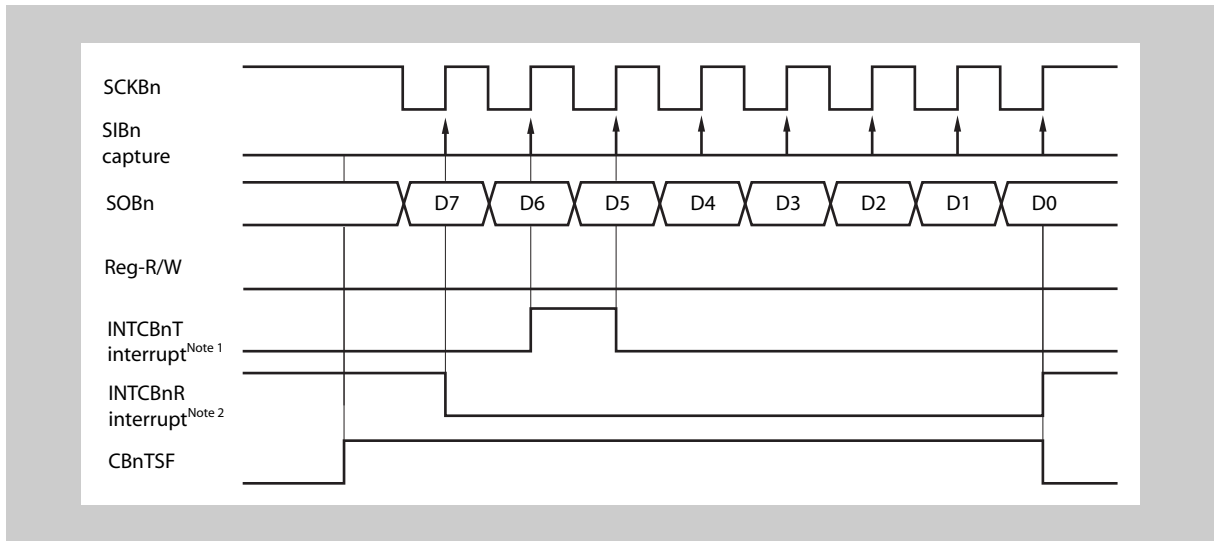 SCKBn
SIBn
capture
SOBn
D7 D6 D5 D4 D3 D2 D1 D0
Reg-R/W
INTCBnT
interruptNote 1
INTCBnR
interruptNote 2
CBnTSF